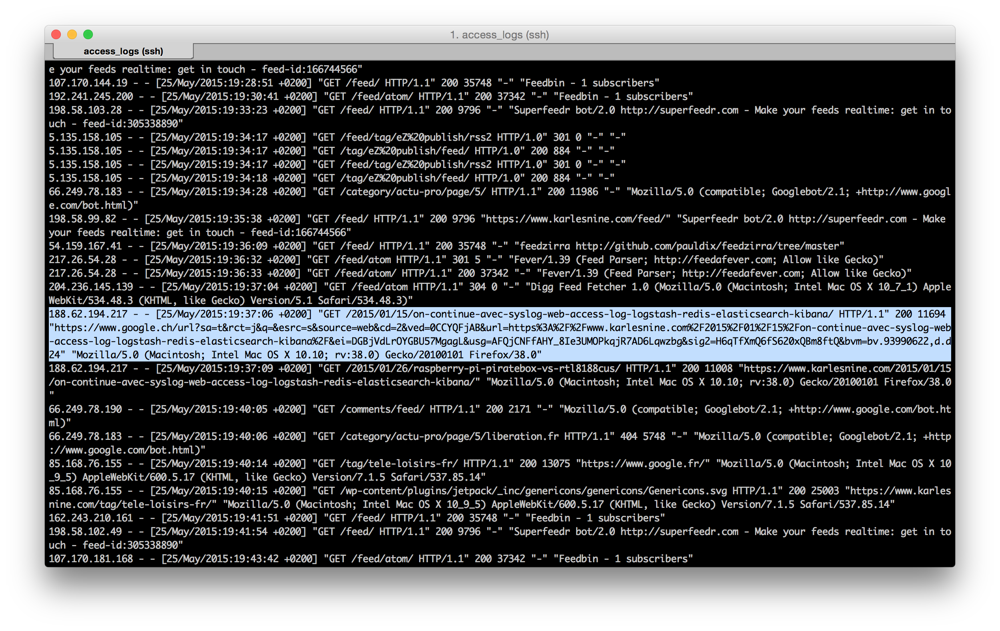 1. access_logs (ssh)
access_logs (ssh)
e your feeds realtime: get in touch - feed-id:166744566"
107.170.144.19 - - [25/May/2015:19:28:51 +0200] "GET /feed/ HTTP/1.1" 200 35748 "-" "Feedbin - 1 subscribers"
192.241.245.200 - - [25/May/2015:19:30:41 +0200] "GET /feed/atom/ HTTP/1.1" 200 37342 "-" "Feedbin - 1 subscribers"
198.58.103.28 - - [25/May/2015:19:33:23 +0200] "GET /feed/ HTTP/1.1" 200 9796 "-" "Superfeedr bot/2.0 http://superfeedr.com - Make your feeds realtime: get in to
uch - feed-id:305338890"
5.135.158.105 - - [25/May/2015:19:34:17 +0200] "GET /feed/tag/eZ%20publish/rss2 HTTP/1.0" 301 0 "-" "-"
5.135.158.105 - - [25/May/2015:19:34:17 +0200] "GET /tag/eZ%20publish/feed/ HTTP/1.0" 200 884 "-" "-"
5.135.158.105 - - [25/May/2015:19:34:17 +0200] "GET /feed/tag/eZ%20publish/rss2 HTTP/1.0" 301 0 "-" "-"
5.135.158.105 - - [25/May/2015:19:34:18 +0200] "GET /tag/eZ%20publish/feed/ HTTP/1.0" 200 884 "-" "-"
66.249.78.183 - - [25/May/2015:19:34:28 +0200] "GET /category/actu-pro/page/5/ HTTP/1.1" 200 11986 "-" "Mozilla/5.0 (compatible; Googlebot/2.1; +http://www.googl
e.com/bot.html)"
198.58.99.82 - - [25/May/2015:19:35:38 +0200] "GET /feed/ HTTP/1.1" 200 9796 "https://www.karlesnine.com/feed/" "Superfeedr bot/2.0 http://superfeedr.com - Make
your feeds realtime: get in touch - feed-id:166744566"
54.159.167.41 - - [25/May/2015:19:36:09 +0200] "GET /feed/ HTTP/1.1" 200 35748 "-" "feedzirra http://github.com/pauldix/feedzirra/tree/master"
217.26.54.28 - - [25/May/2015:19:36:32 +0200] "GET /feed/atom HTTP/1.1" 301 5 "-" "Fever/1.39 (Feed Parser; http://feedafever.com; Allow like Gecko)"
217.26.54.28 - - [25/May/2015:19:36:33 +0200] "GET /feed/atom/ HTTP/1.1" 200 37342 "-" "Fever/1.39 (Feed Parser; http://feedafever.com; Allow like Gecko)"
204.236.145.139 - - [25/May/2015:19:37:04 +0200] "GET /feed/atom HTTP/1.1" 304 0 "-" "Digg Feed Fetcher 1.0 (Mozilla/5.0 (Macintosh; Intel Mac OS X 10_7_1) Apple
WebKit/534.48.3 (KHTML, like Gecko) Version/5.1 Safari/534.48.3)"
188.62.194.217 - - [25/May/2015:19:37:06 +0200] "GET /2015/01/15/on-continue-avec-syslog-web-access-log-logstash-redis-elasticsearch-kibana/ HTTP/1.1" 200 11694
"https://www.google.ch/url?sa=t&rct=j&q=&esrc=s&source=web&cd=2&ved=0CCYQFjAB&url=https%3A%2F%2Fwww.karlesnine.com%2F2015%2F01%2F15%2Fon-continue-avec-syslog-web
-access-log-logstash-redis-elasticsearch-kibana%2F&ei=DGBjVdLrOYGBU57MgagL&usg=AFQjCNFfAHY_8Ie3UMOPkqjR7AD6Lqwzbg&sig2=H6qTfXmQ6fS620xQBm8ftQ&bvm=bv.93990622,d.d
24" "Mozilla/5.0 (Macintosh; Intel Mac OS X 10.10; rv:38.0) Gecko/20100101 Firefox/38.0"
188.62.194.217 - - [25/May/2015:19:37:09 +0200] "GET /2015/01/26/raspberry-pi-piratebox-vs-rtl8188cus/ HTTP/1.1" 200 11008 "https://www.karlesnine.com/2015/01/15
/on-continue-avec-syslog-web-access-log-logstash-redis-elasticsearch-kibana/" "Mozilla/5.0 (Macintosh; Intel Mac OS X 10.10; rv:38.0) Gecko/20100101 Firefox/38.0
"
66.249.78.190 - - [25/May/2015:19:40:05 +0200] "GET /comments/feed/ HTTP/1.1" 200 2171 "-" "Mozilla/5.0 (compatible; Googlebot/2.1; +http://www.google.com/bot.ht
ml)"
66.249.78.183 - - [25/May/2015:19:40:06 +0200] "GET /category/actu-pro/page/5/liberation.fr HTTP/1.1" 404 5748 "-" "Mozilla/5.0 (compatible; Googlebot/2.1; +http
://www.google.com/bot.html)"
85.168.76.155 - - [25/May/2015:19:40:14 +0200] "GET /tag/tele-loisirs-fr/ HTTP/1.1" 200 13075 "https://www.google.fr/" "Mozilla/5.0 (Macintosh; Intel Mac OS X 10
_9_5) AppleWebKit/600.5.17 (KHTML, like Gecko) Version/7.1.5 Safari/537.85.14"
85.168.76.155 - - [25/May/2015:19:40:15 +0200] "GET /wp-content/plugins/jetpack/_inc/genericons/genericons/Genericons.svg HTTP/1.1" 200 25003 "https://www.karles
nine.com/tag/tele-loisirs-fr/" "Mozilla/5.0 (Macintosh; Intel Mac OS X 10_9_5) AppleWebKit/600.5.17 (KHTML, like Gecko) Version/7.1.5 Safari/537.85.14"
162.243.210.161 - - [25/May/2015:19:41:51 +0200] "GET /feed/ HTTP/1.1" 200 35748 "-" "Feedbin - 1 subscribers"
198.58.102.49 - - [25/May/2015:19:41:54 +0200] "GET /feed/ HTTP/1.1" 200 9796 "-" "Superfeedr bot/2.0 http://superfeedr.com - Make your feeds realtime: get in to
uch - feed-id:305338890"
107.170.181.168 - - [25/May/2015:19:43:42 +0200] "GET /feed/atom/ HTTP/1.1" 200 37342 "-" "Feedbin - 1 subscribers"